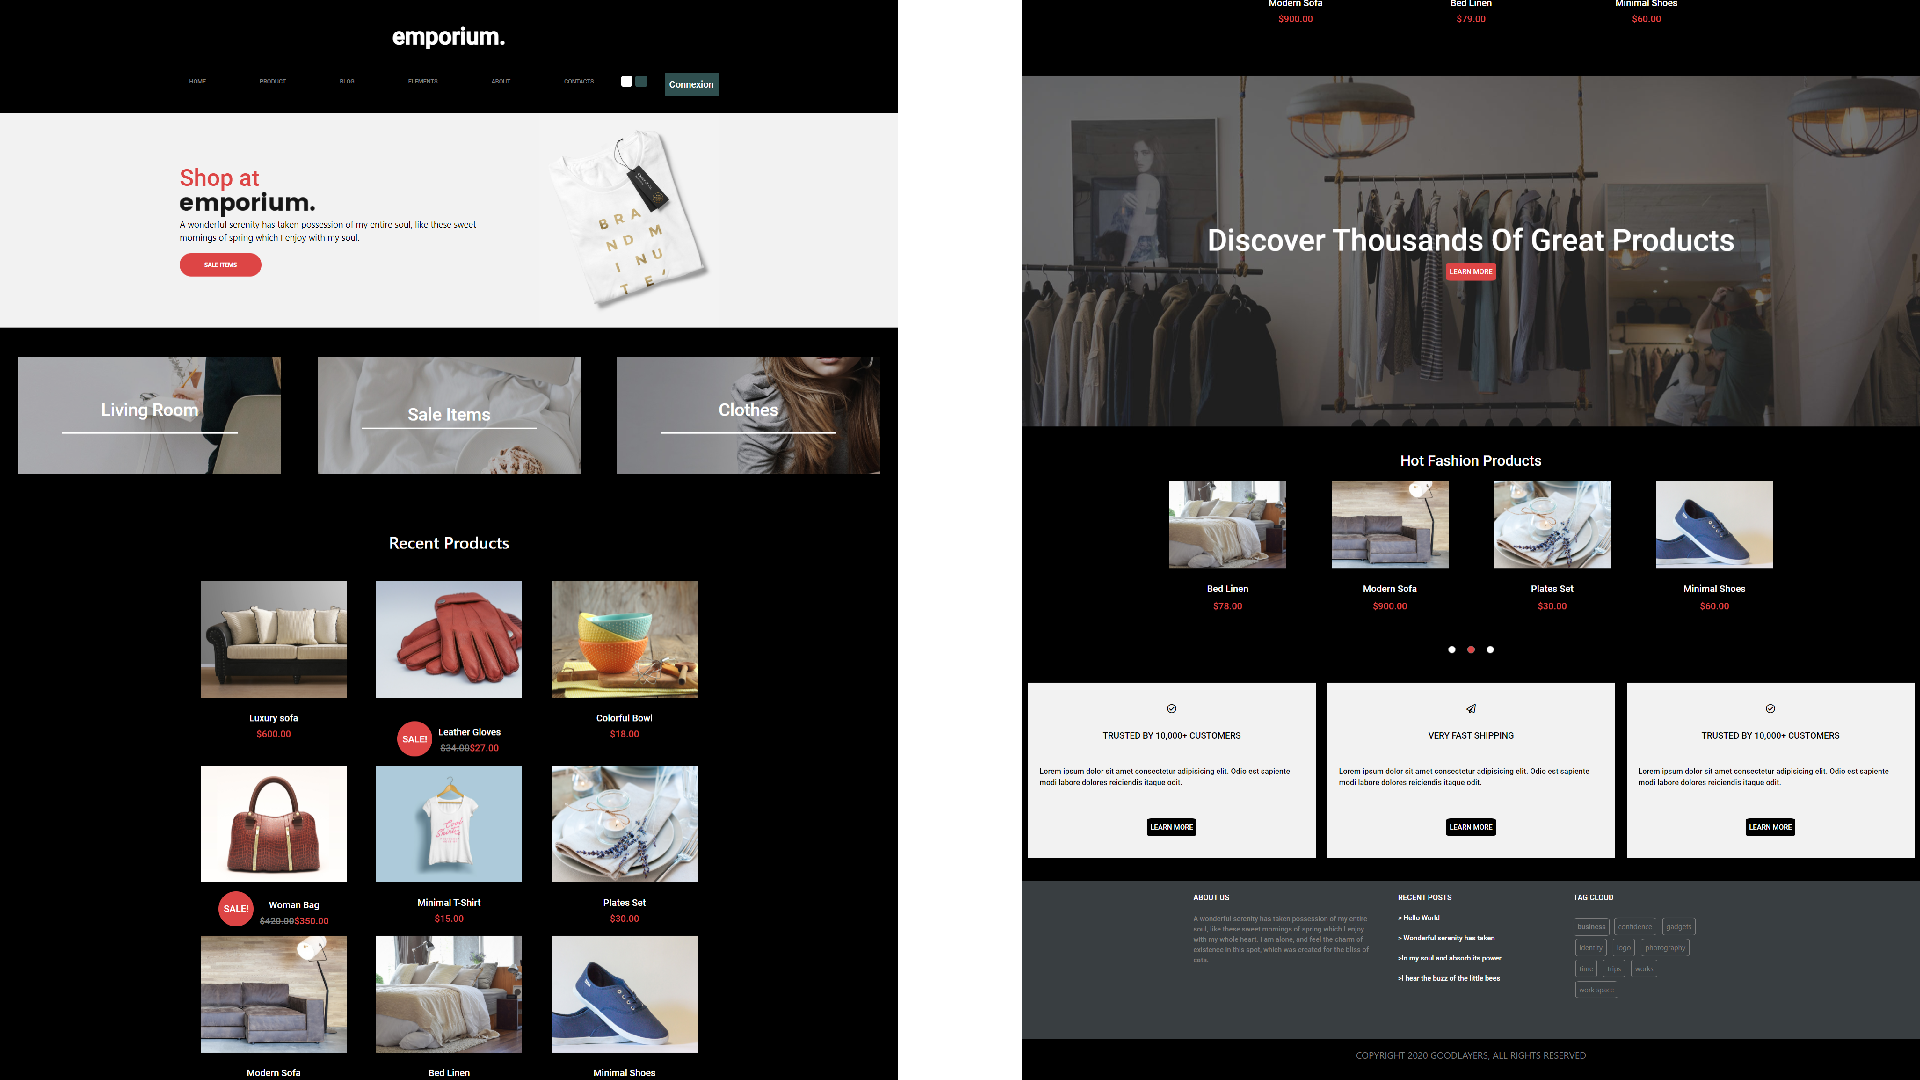 emporium.
HOME PRODUCT BLOG ELEMENTS ABOUT CONTACTS Connexion
Shop at
emporium.
A wonderful serenity has taken possession of my entire soul, like these sweet
mornings of spring which I enjoy with my soul.
SALE ITEMS
BRA
ND M
I NU
TE
Living Room
Sale Items
Clothes
Recent Products
Luxury sofa
$600.00
SALE!
Leather Gloves
$34.00$27.00
Colorful Bowl
$18.00
SALE!
Woman Bag
$420.00$350.00
Minimal T-Shirt
$15.00
Plates Set
$30.00
Modern Sofa
Bed Linen
Minimal Shoes
Modern Sofa
$900.00
Bed Linen
$79.00
Minimal Shoes
$60.00
Discover Thousands Of Great Products
LEARN MORE
Hot Fashion Products
Bed Linen
$78.00
Modern Sofa
$900.00
Plates Set
$30.00
Minimal Shoes
$60.00
TRUSTED BY 10,000+ CUSTOMERS
Lorem ipsum dolor sit amet consectetur adipisicing elit. Odio est sapiente
modi labore dolores reiciendis itaque odit.
LEARN MORE
VERY FAST SHIPPING
Lorem ipsum dolor sit amet consectetur adipisicing elit. Odio est sapiente
modi labore dolores reiciendis itaque odit.
LEARN MORE
TRUSTED BY 10,000+ CUSTOMERS
Lorem ipsum dolor sit amet consectetur adipisicing elit. Odio est sapiente
modi labore dolores reiciendis itaque odit.
LEARN MORE
ABOUT US
A wonderful serenity has taken possession of my entire
soul, like these sweet mornings of spring which I enjoy
with my whole heart. I am alone, and feel the charm of
existence in this spot, which was created for the bliss of
RECENT POSTS
> Hello World
> Wonderful serenity has taken
>In my soul and absorb its power
>I hear the buzz of the little bees
TAG CLOUD
business confidence gadgets
identity logo photography
time trips works
work space
COPYRIGHT 2020 GOODLAYERS, ALL RIGHTS RESERVED